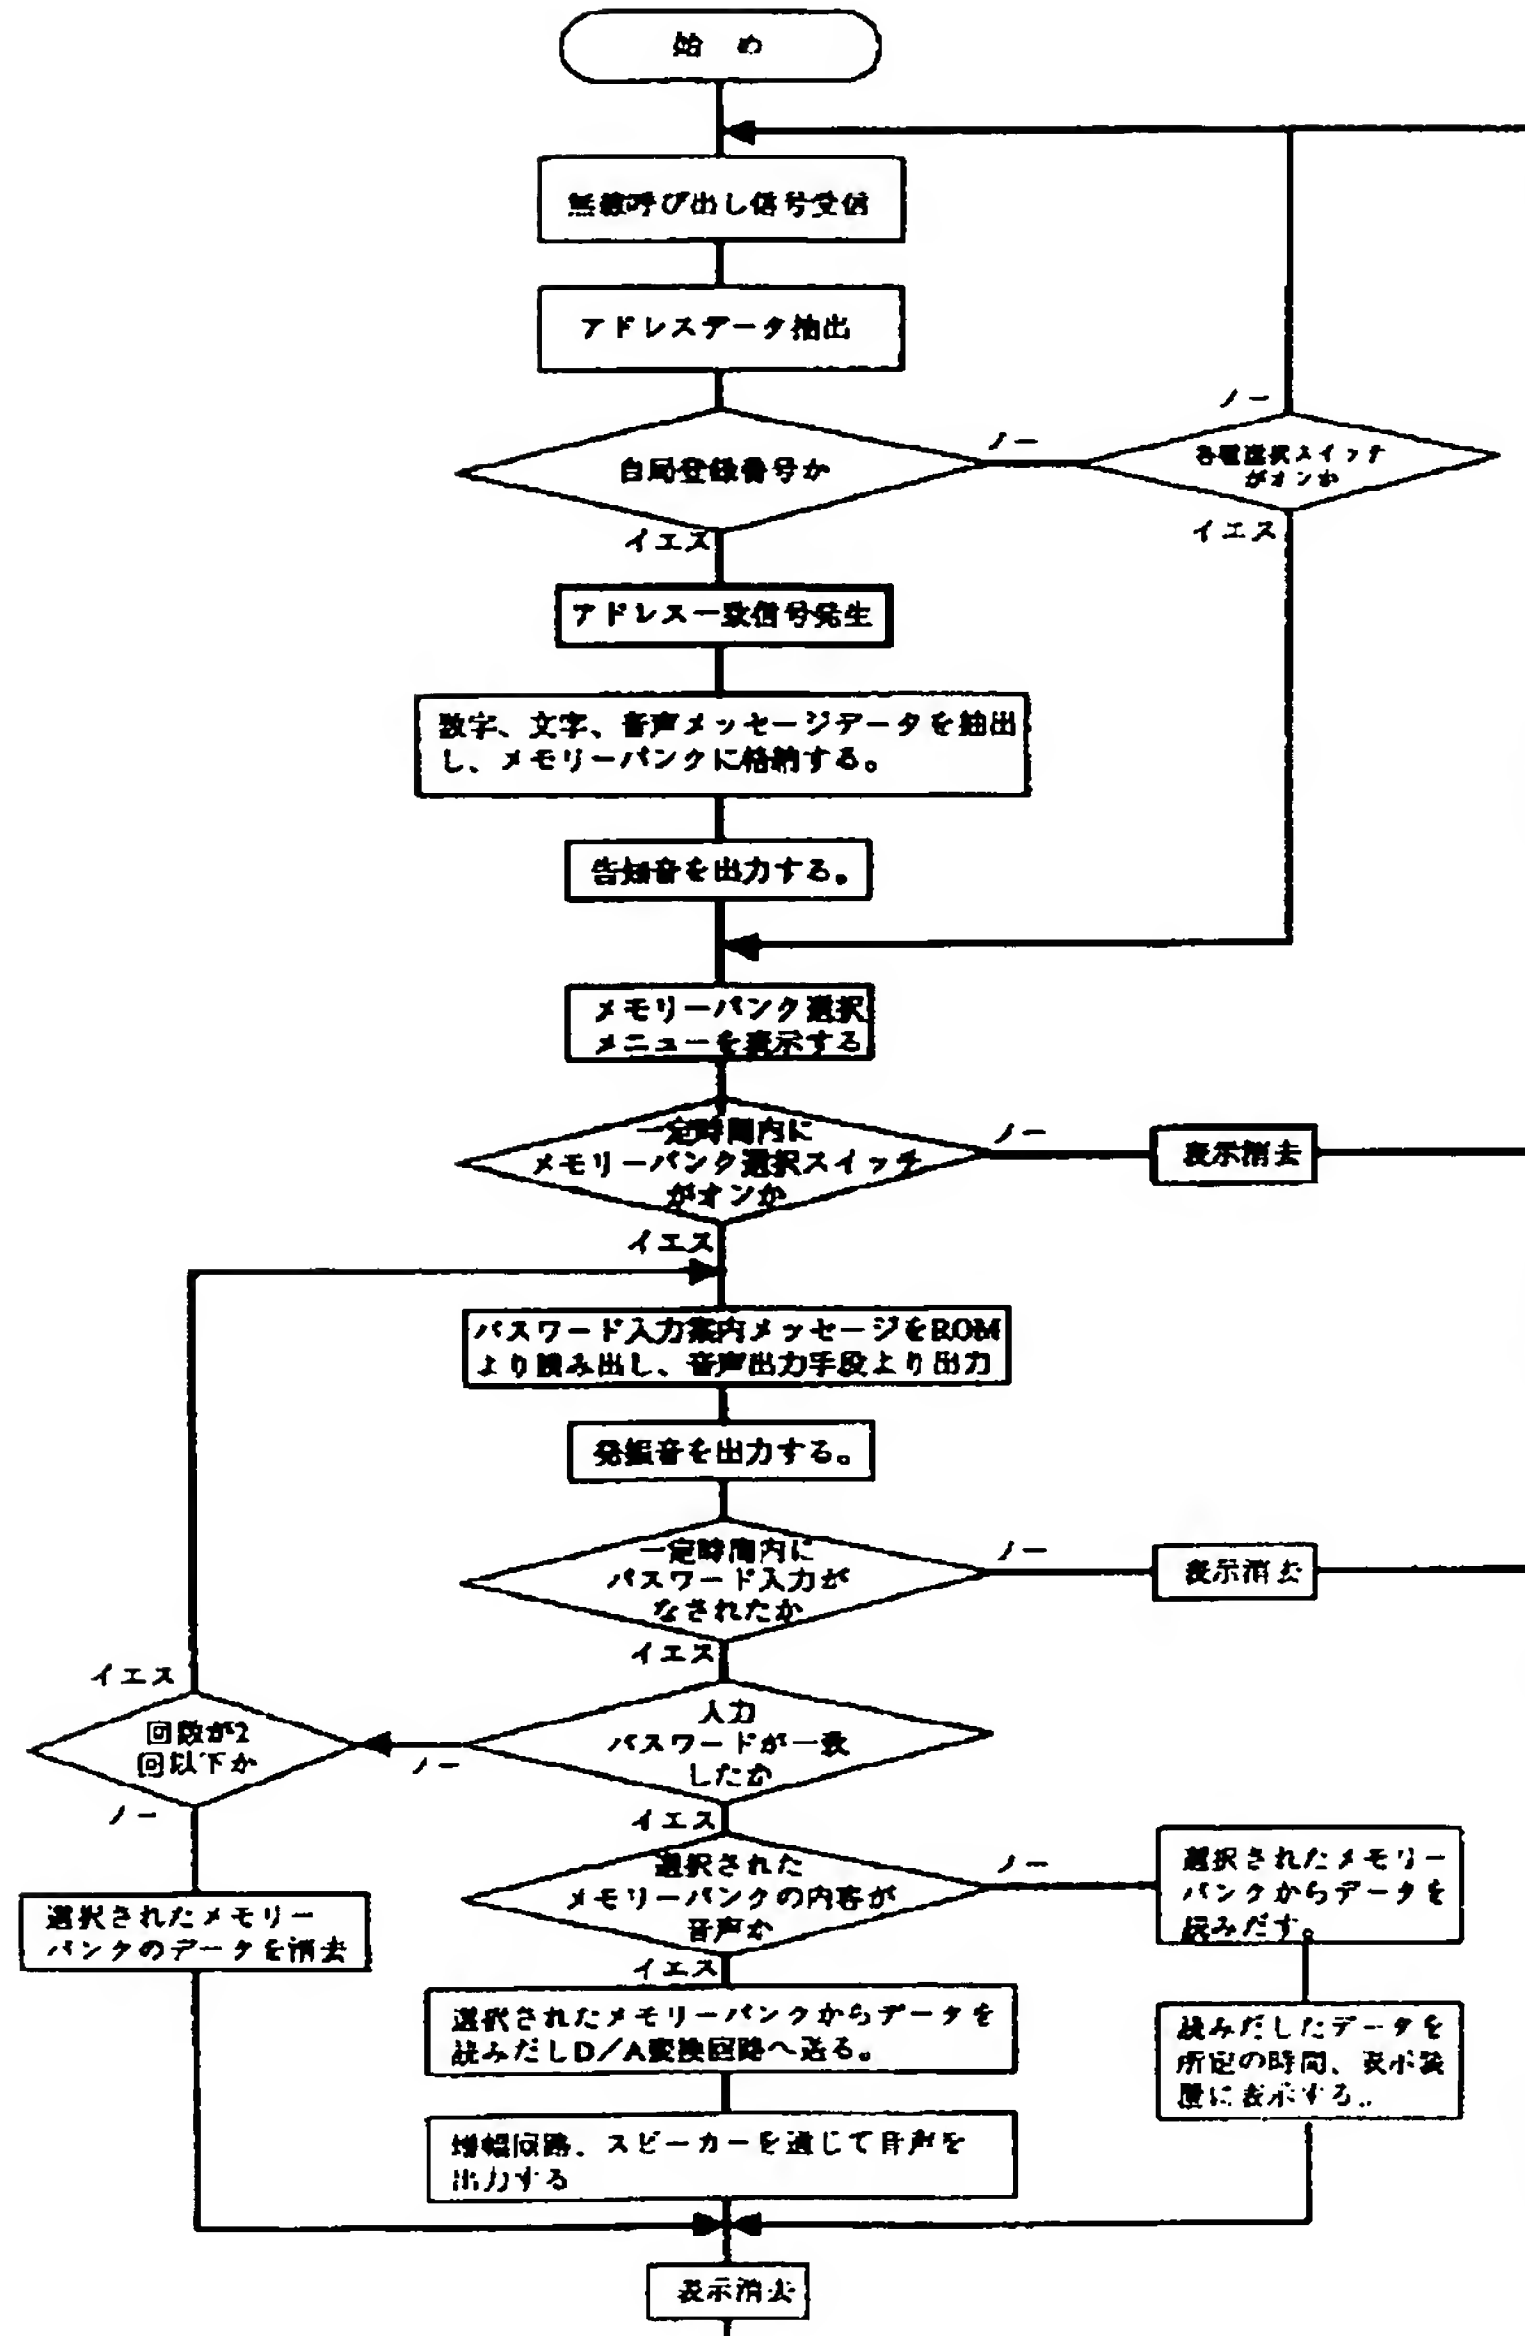 始め
無線呼び出し信号受信
アドレスデータ抽出
自局登録番号か
ノー
ノー
各種選択スイッチ
がオンか
イエス
イエス
アドレス一致信号発生
数字、文字、音声メッセージデータを抽出
し、メモリーバンクに格納する。
告知音を出力する。
メモリーバンク選択
メニューを表示する
一定時間内に
メモリーバンク選択スイッチ
がオンか
ノー
表示消去
イエス
パスワード入力案内メッセージをROM
より読み出し、音声出力手段より出力
発振音を出力する。
一定時間内に
パスワード入力が
なされたか
ノー
表示消去
イエス
入力
パスワードが一致
したか
ノー
イエス
回数が2
回以下か
ノー
イエス
選択された
メモリーバンクの内容が
音声か
ノー
選択されたメモリー
バンクからデータを
読みだす。
選択されたメモリー
バンクのデータを消去
イエス
選択されたメモリーバンクからデータを
読みだしD/A変換回路へ送る。
読みだしたデータを
所定の時間、表示装
置に表示する。
増幅回路、スピーカーを通じて音声を
出力する
表示消去